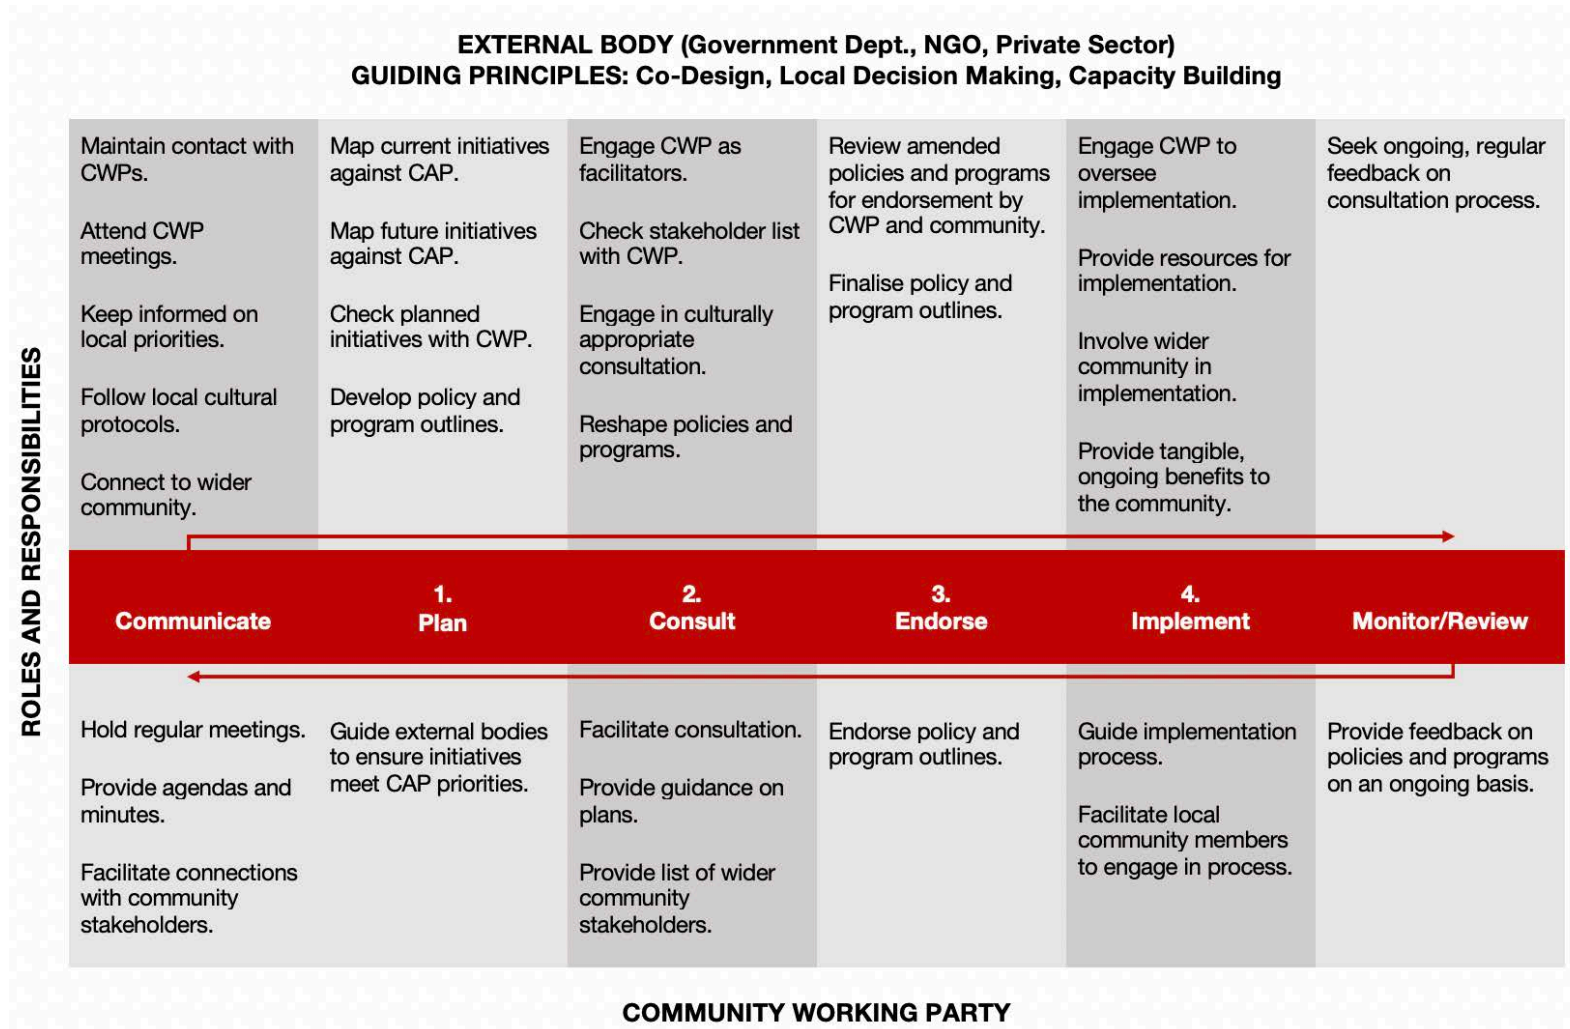 EXTERNAL BODY (Government Dept., NGO, Private Sector)
GUIDING PRINCIPLES: Co-Design, Local Decision Making, Capacity Building
ROLES AND RESPONSIBILITIES
Maintain contact with
CWPs.
Attend CWP
meetings.
Keep informed on
local priorities.
Follow local cultural
protocols.
Connect to wider
community.
Map current initiatives
against CAP.
Map future initiatives
against CAP.
Check planned
initiatives with CWP.
Develop policy and
program outlines.
Engage CWP as
facilitators.
Check stakeholder list
with CWP.
Engage in culturally
appropriate
consultation.
Reshape policies and
programs.
Review amended
policies and programs
for endorsement by
CWP and community.
Finalise policy and
program outlines.
Engage CWP to
oversee
implementation.
Provide resources for
implementation.
Involve wider
community in
implementation.
Provide tangible,
ongoing benefits to
the community.
Seek ongoing, regular
feedback on
consultation process.
Communicate
1.
Plan
2.
Consult
3.
Endorse
4.
Implement
Monitor/Review
Hold regular meetings.
Provide agendas and
minutes.
Facilitate connections
with community
stakeholders.
Guide external bodies
to ensure initiatives
meet CAP priorities.
Facilitate consultation.
Provide guidance on
plans.
Provide list of wider
community
stakeholders.
Endorse policy and
program outlines.
Guide implementation
process.
Facilitate local
community members
to engage in process.
Provide feedback on
policies and programs
on an ongoing basis.
COMMUNITY WORKING PARTY